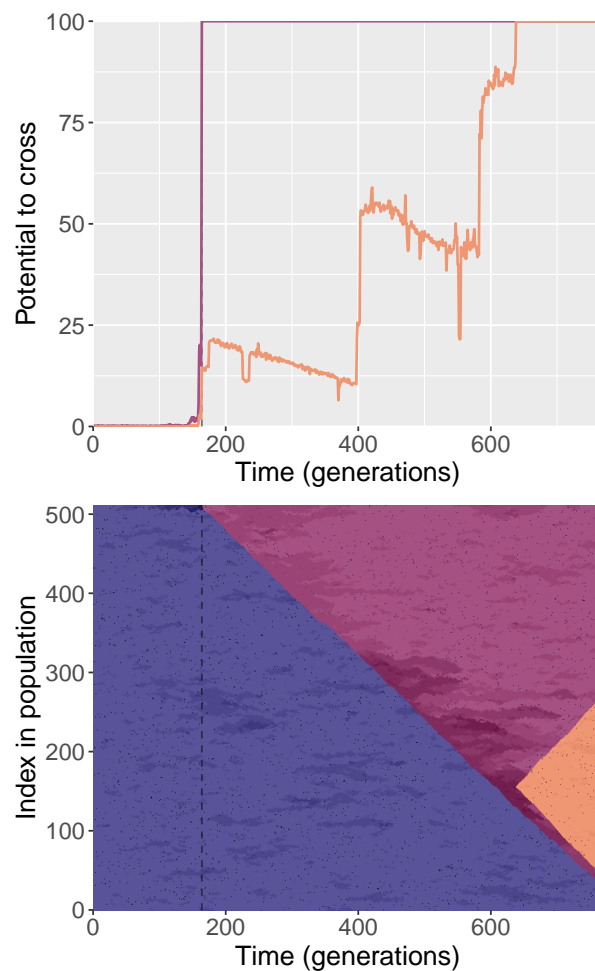 100
75
50
25
0
Potential to cross
0 200 400 600
Time (generations)
500
400
300
200
100
0
Index in population
0 200 400 600
Time (generations)